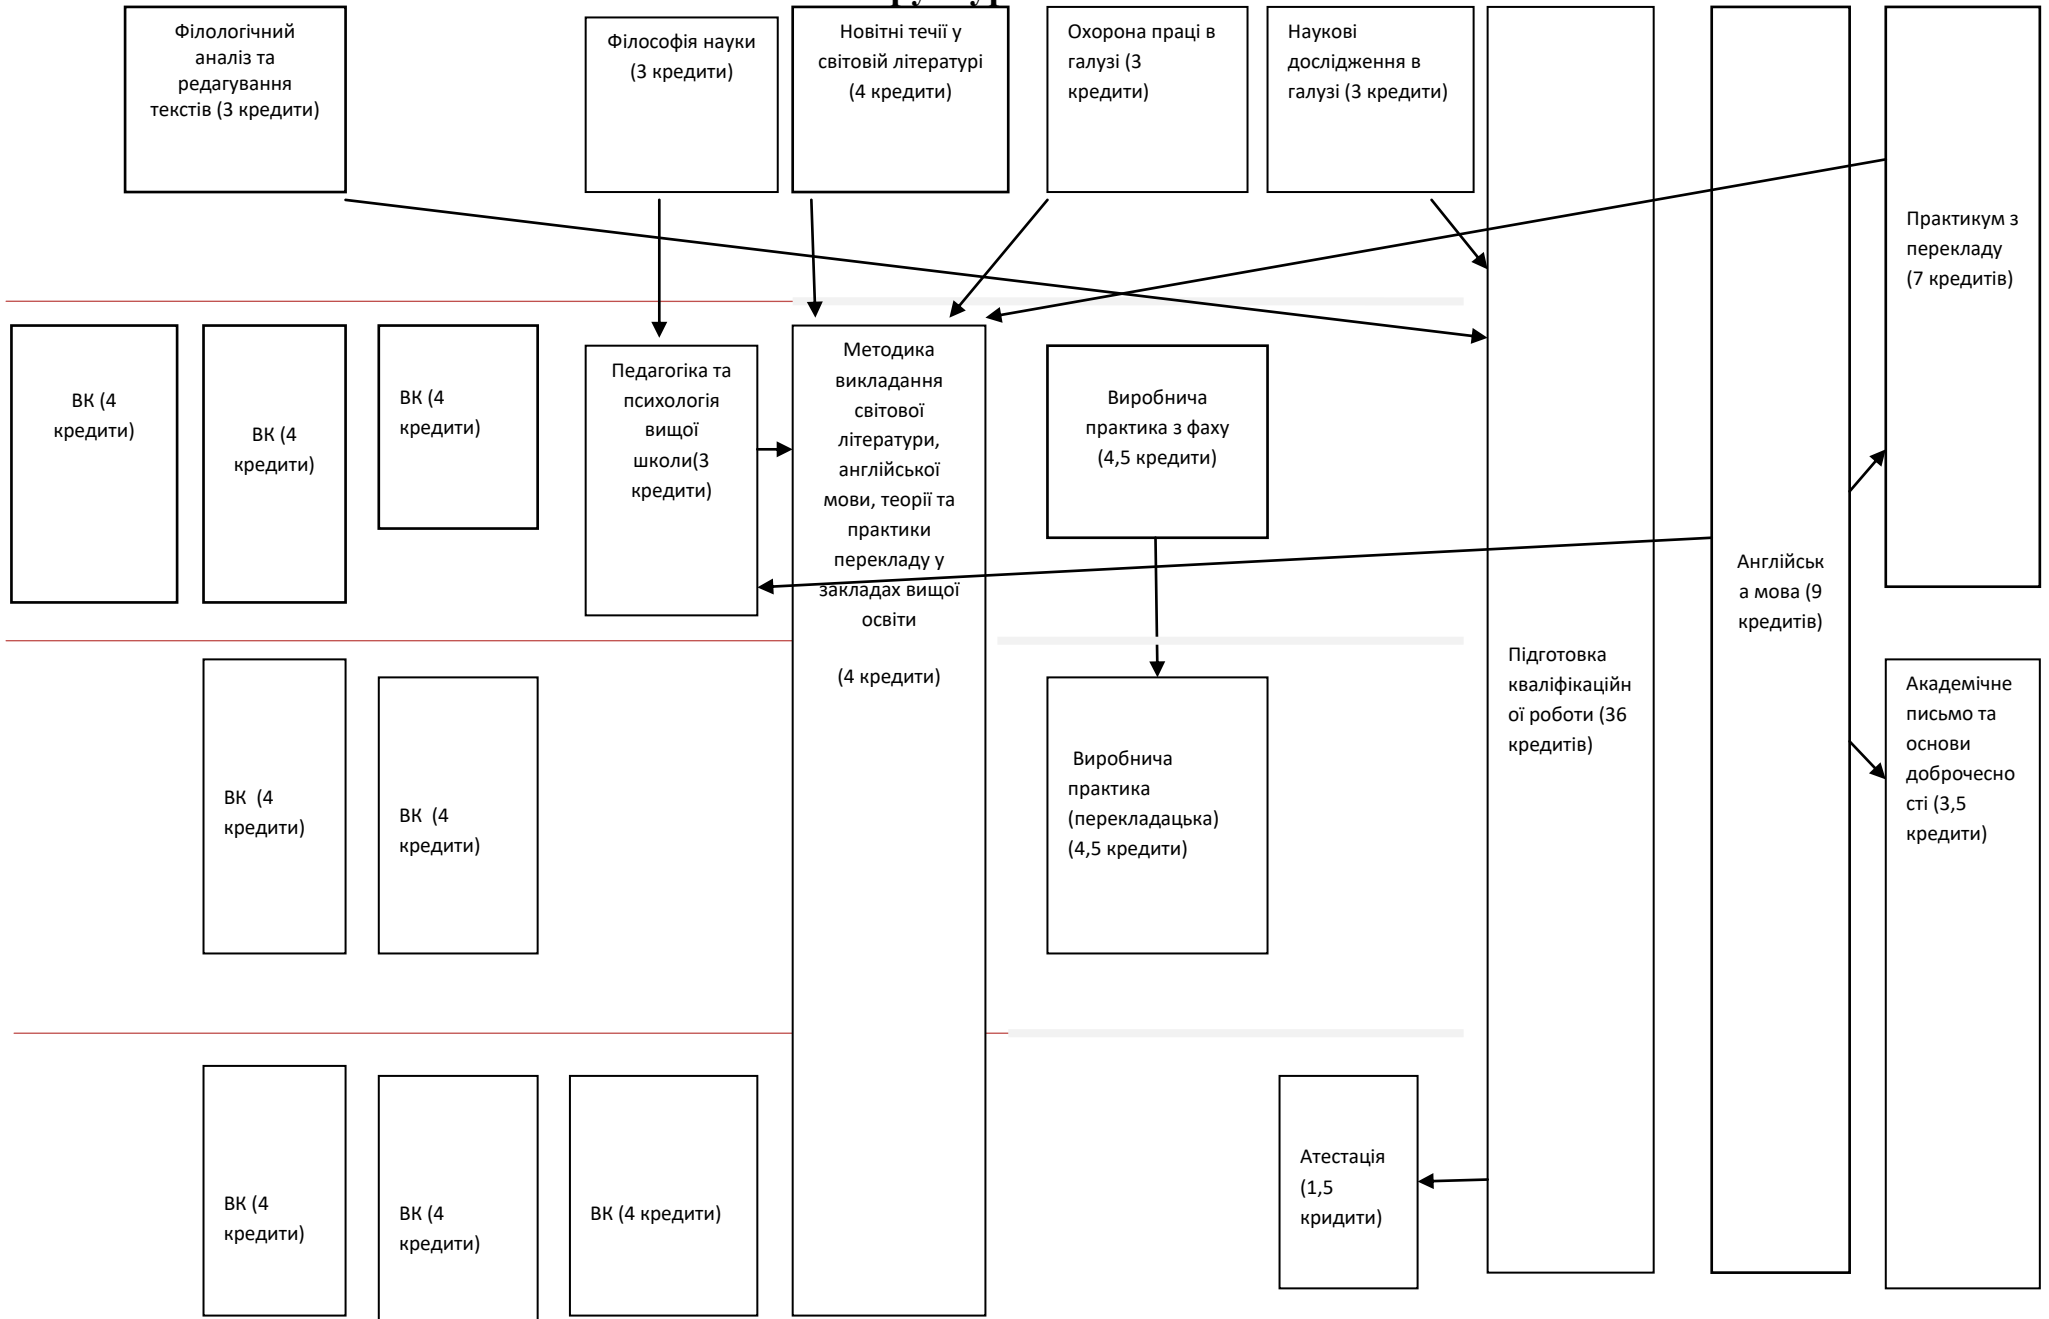 Філологічний
аналіз та
редагування
текстів (3 кредити)
Філософія науки
(3 кредити)
Новітні течії у
світовій літературі
(4 кредити)
Охорона праці в
галузі (3
кредити)
Наукові
дослідження в
галузі (3 кредити)
Практикум з
перекладу
(7 кредитів)
ВК (4
кредити)
ВК (4
кредити)
ВК (4
кредити)
Педагогіка та
психологія
вищої
школи(3
кредити)
Методика
викладання
світової
літератури,
англійської
мови, теорії та
практики
перекладу у
закладах вищої
освіти
(4 кредити)
Виробнича
практика з фаху
(4,5 кредити)
Підготовка
кваліфікаційн
ої роботи (36
кредитів)
Англійськ
а мова (9
кредитів)
Академічне
письмо та
основи
доброчесно
сті (3,5
кредити)
ВК  (4
кредити)
ВК  (4
кредити)
Виробнича
практика
(перекладацька)
(4,5 кредити)
ВК (4
кредити)
ВК (4
кредити)
ВК (4 кредити)
Атестація
(1,5
кридити)